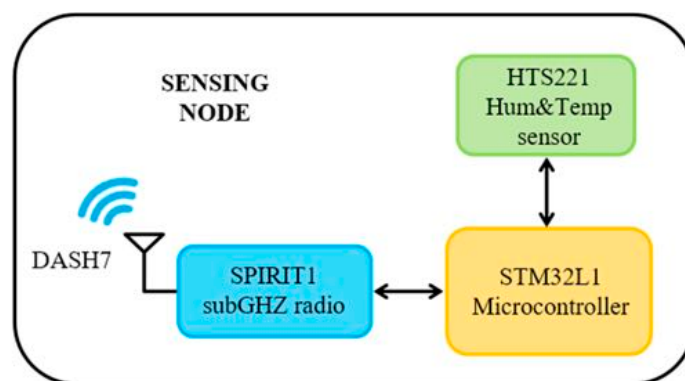 SENSING
NODE
HTS221
Hum&Temp
sensor
DASH7
SPIRIT1
subGHZ radio
STM32L1
Microcontroller